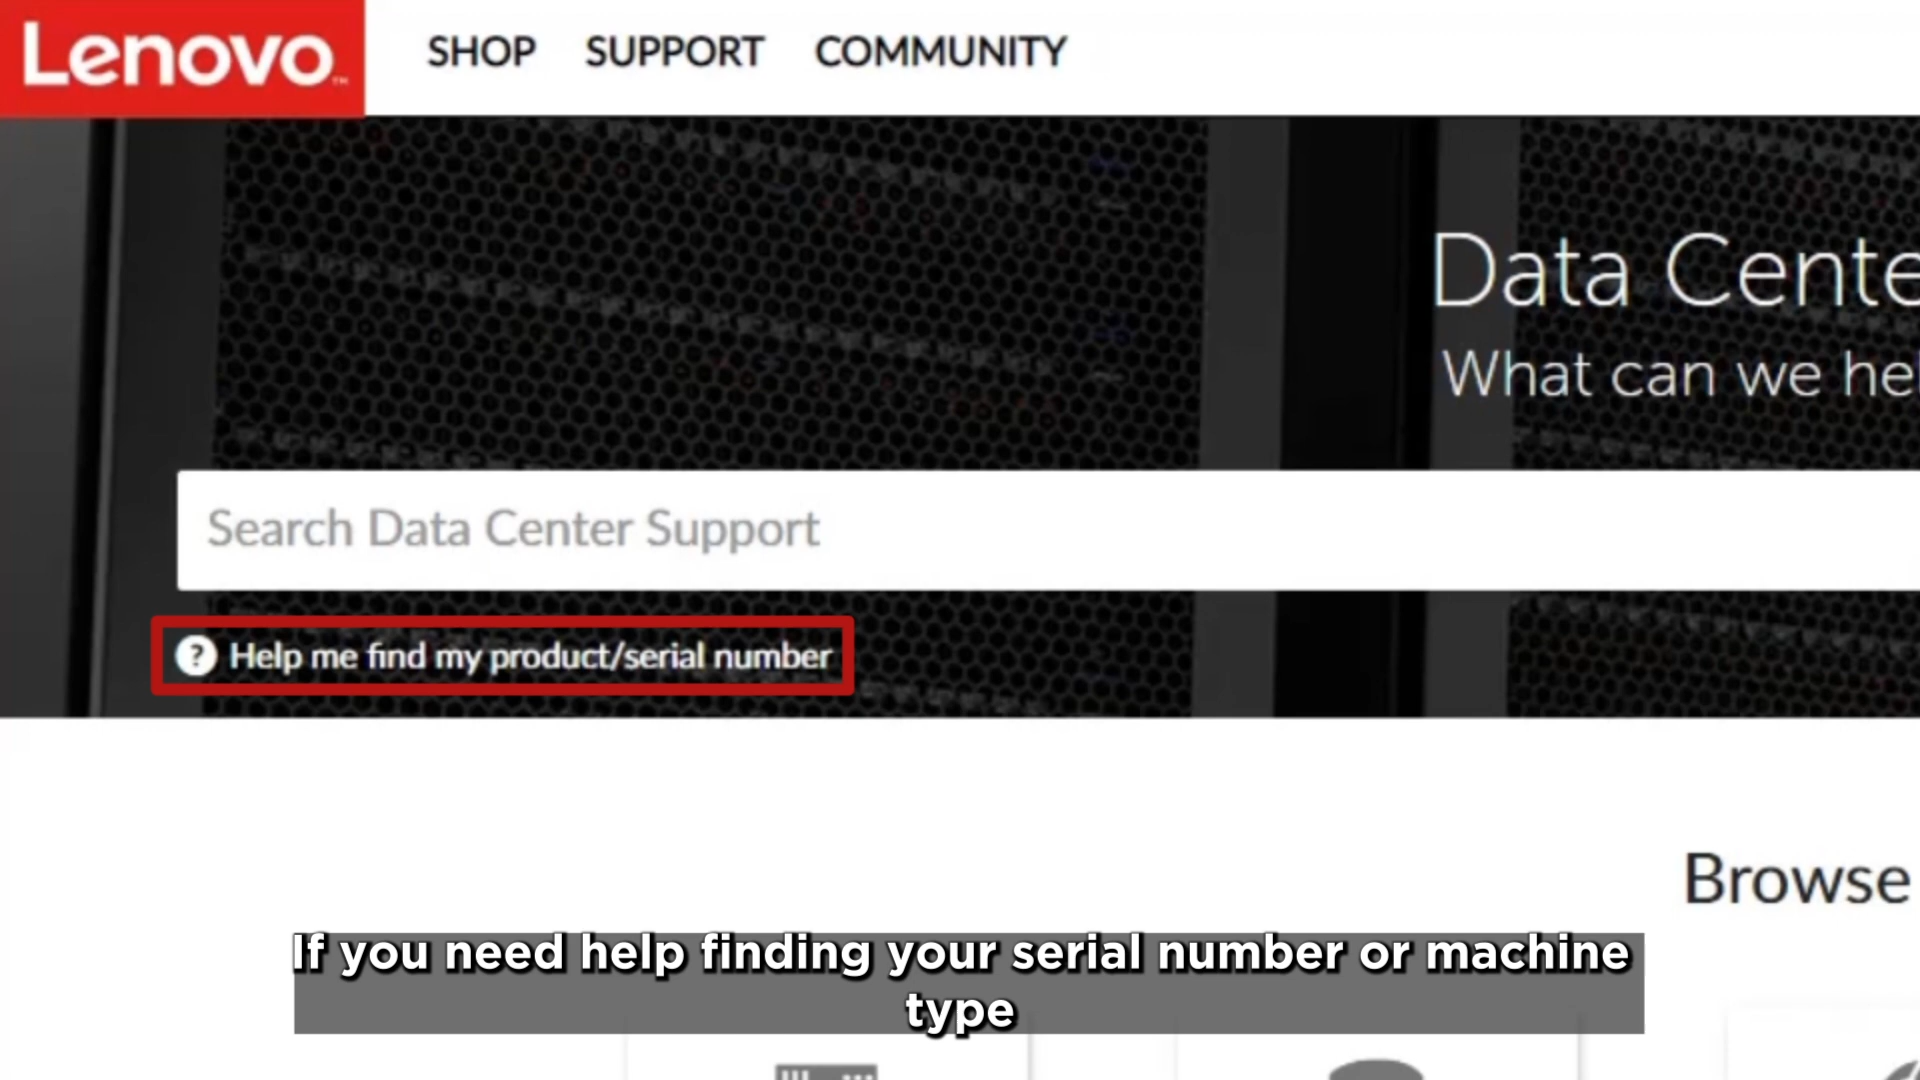 Lenovo™
SHOP SUPPORT COMMUNITY
Data Cente
What can we hel
Search Data Center Support
? Help me find my product/serial number
Browse
If you need help finding your serial number or machine
type